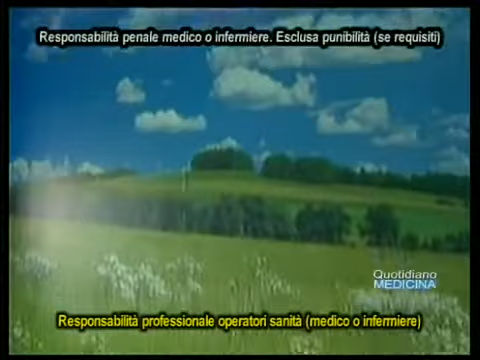 Responsabilità penale medico o infermiere. Esclusa punibilità (se requisiti)
Quotidiano
MEDICINA
Responsabilità professionale operatori sanità (medico o infermiere)